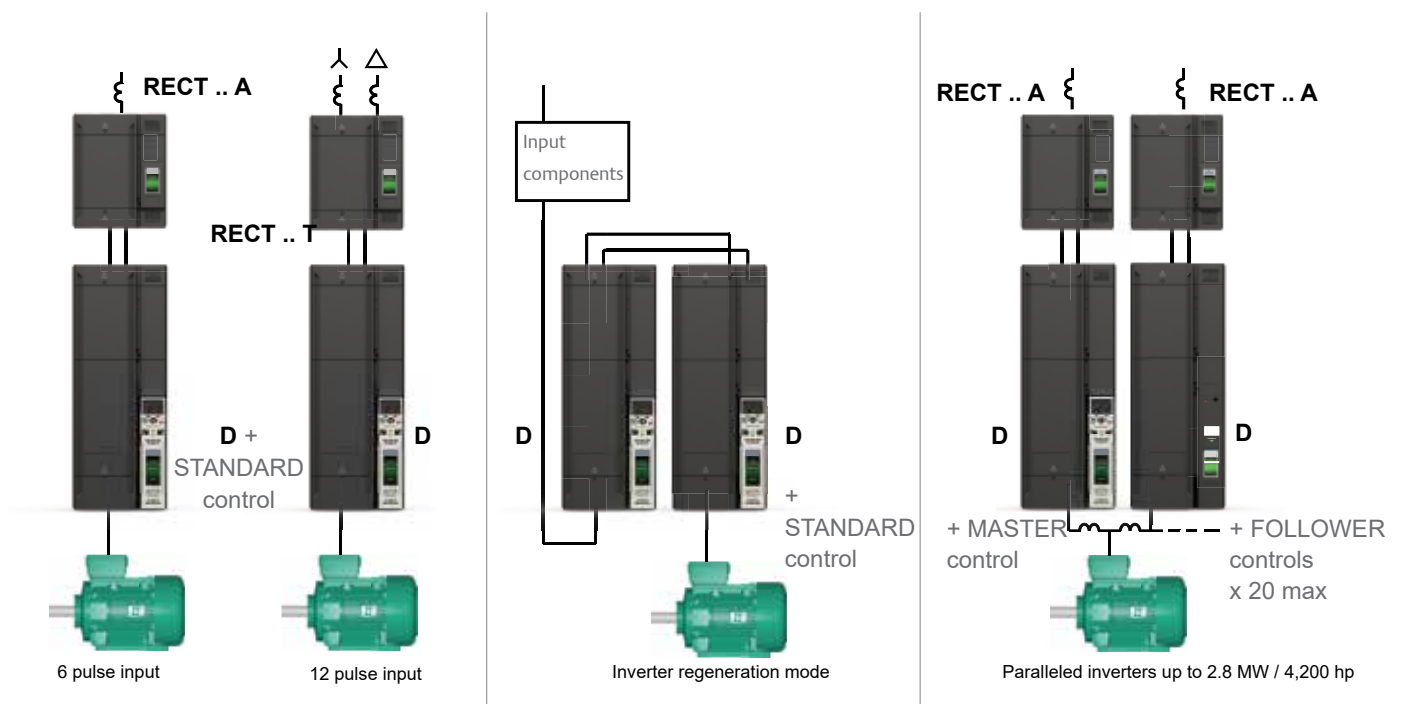 RECT .. A
RECT .. T
D +
STANDARD
control
D
6 pulse input
12 pulse input
Input
components
D
D
+
STANDARD
control
Inverter regeneration mode
RECT .. A
RECT .. A
D
D
+ MASTER
control
+ FOLLOWER
controls
x 20 max
Paralleled inverters up to 2.8 MW / 4,200 hp